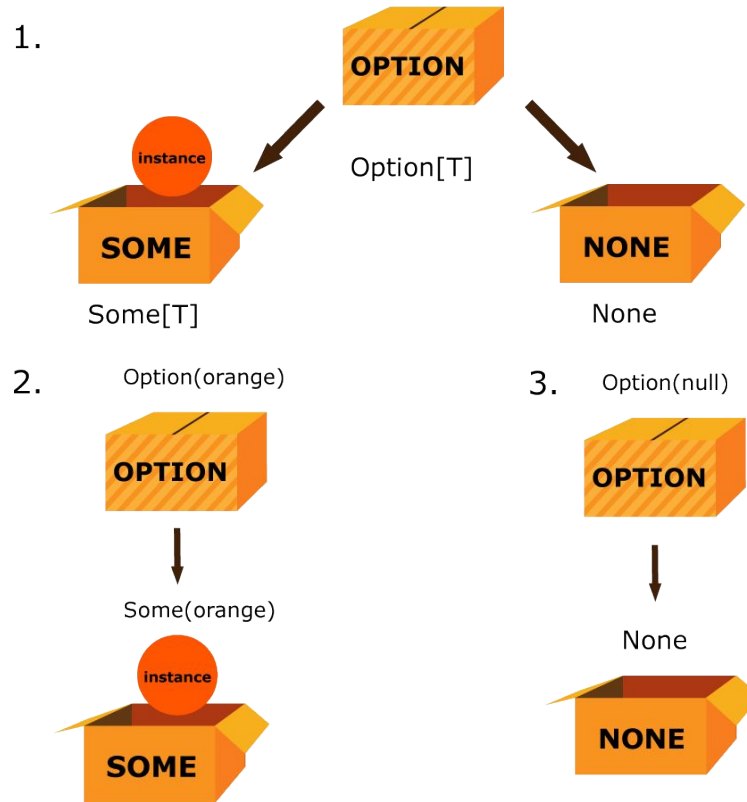 1.
OPTION
instance
Option[T]
SOME
NONE
Some[T]
None
2.
Option(orange)
OPTION
Some(orange)
instance
SOME
3.
Option(null)
OPTION
None
NONE